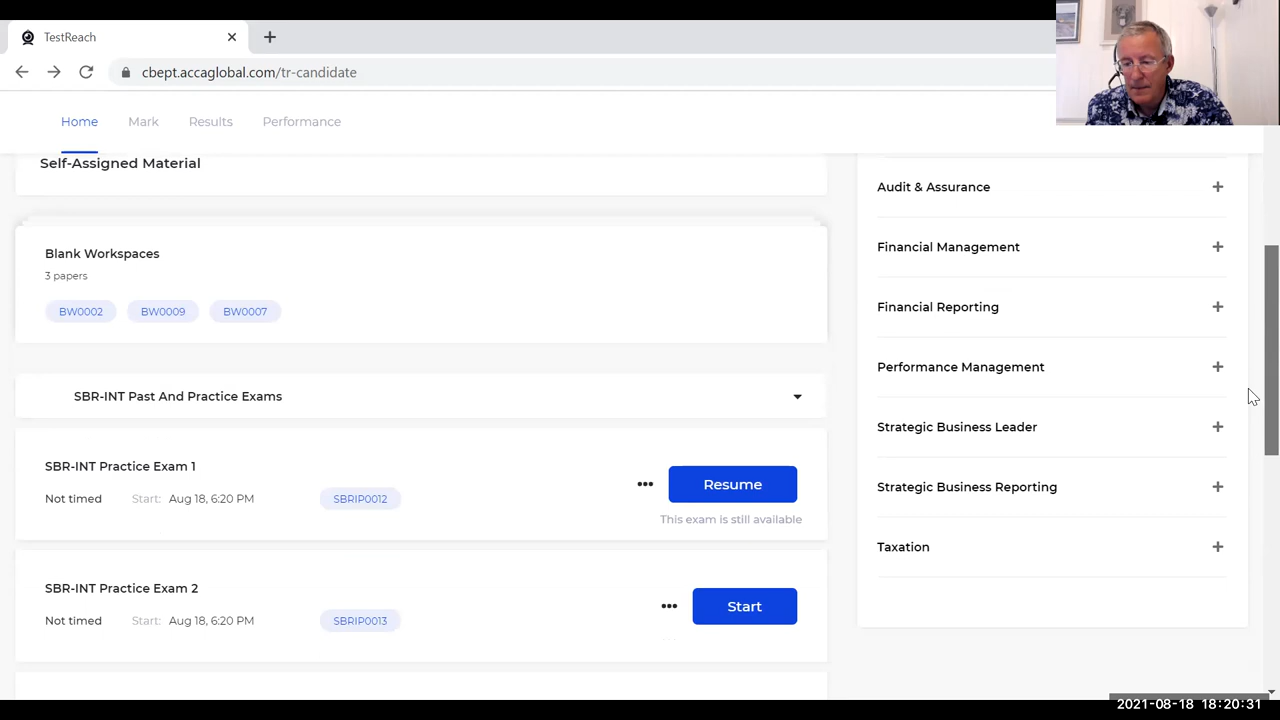 TestReach
cbept.accaglobal.com/tr-candidate
Home Mark Results Performance
Self-Assigned Material
Blank Workspaces
3 papers
BW0002 BW0009 BW0007
SBR-INT Past And Practice Exams
SBR-INT Practice Exam 1
Not timed Start: Aug 18, 6:20 PM SBRIP0012
Resume
This exam is still available
SBR-INT Practice Exam 2
Not timed Start: Aug 18, 6:20 PM SBRIP0013
Start
Audit & Assurance
Financial Management
Financial Reporting
Performance Management
Strategic Business Leader
Strategic Business Reporting
Taxation
2021-08-18 18:20:31